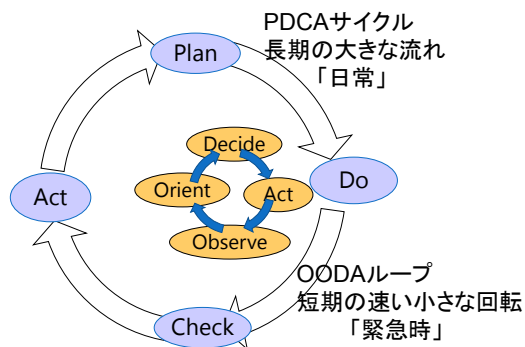 PDCAサイクル
長期の大きな流れ
「日常」
Plan
Decide
Orient
Act
Do
Act
Observe
OODAループ
短期の速い小さな回転
「緊急時」
Check